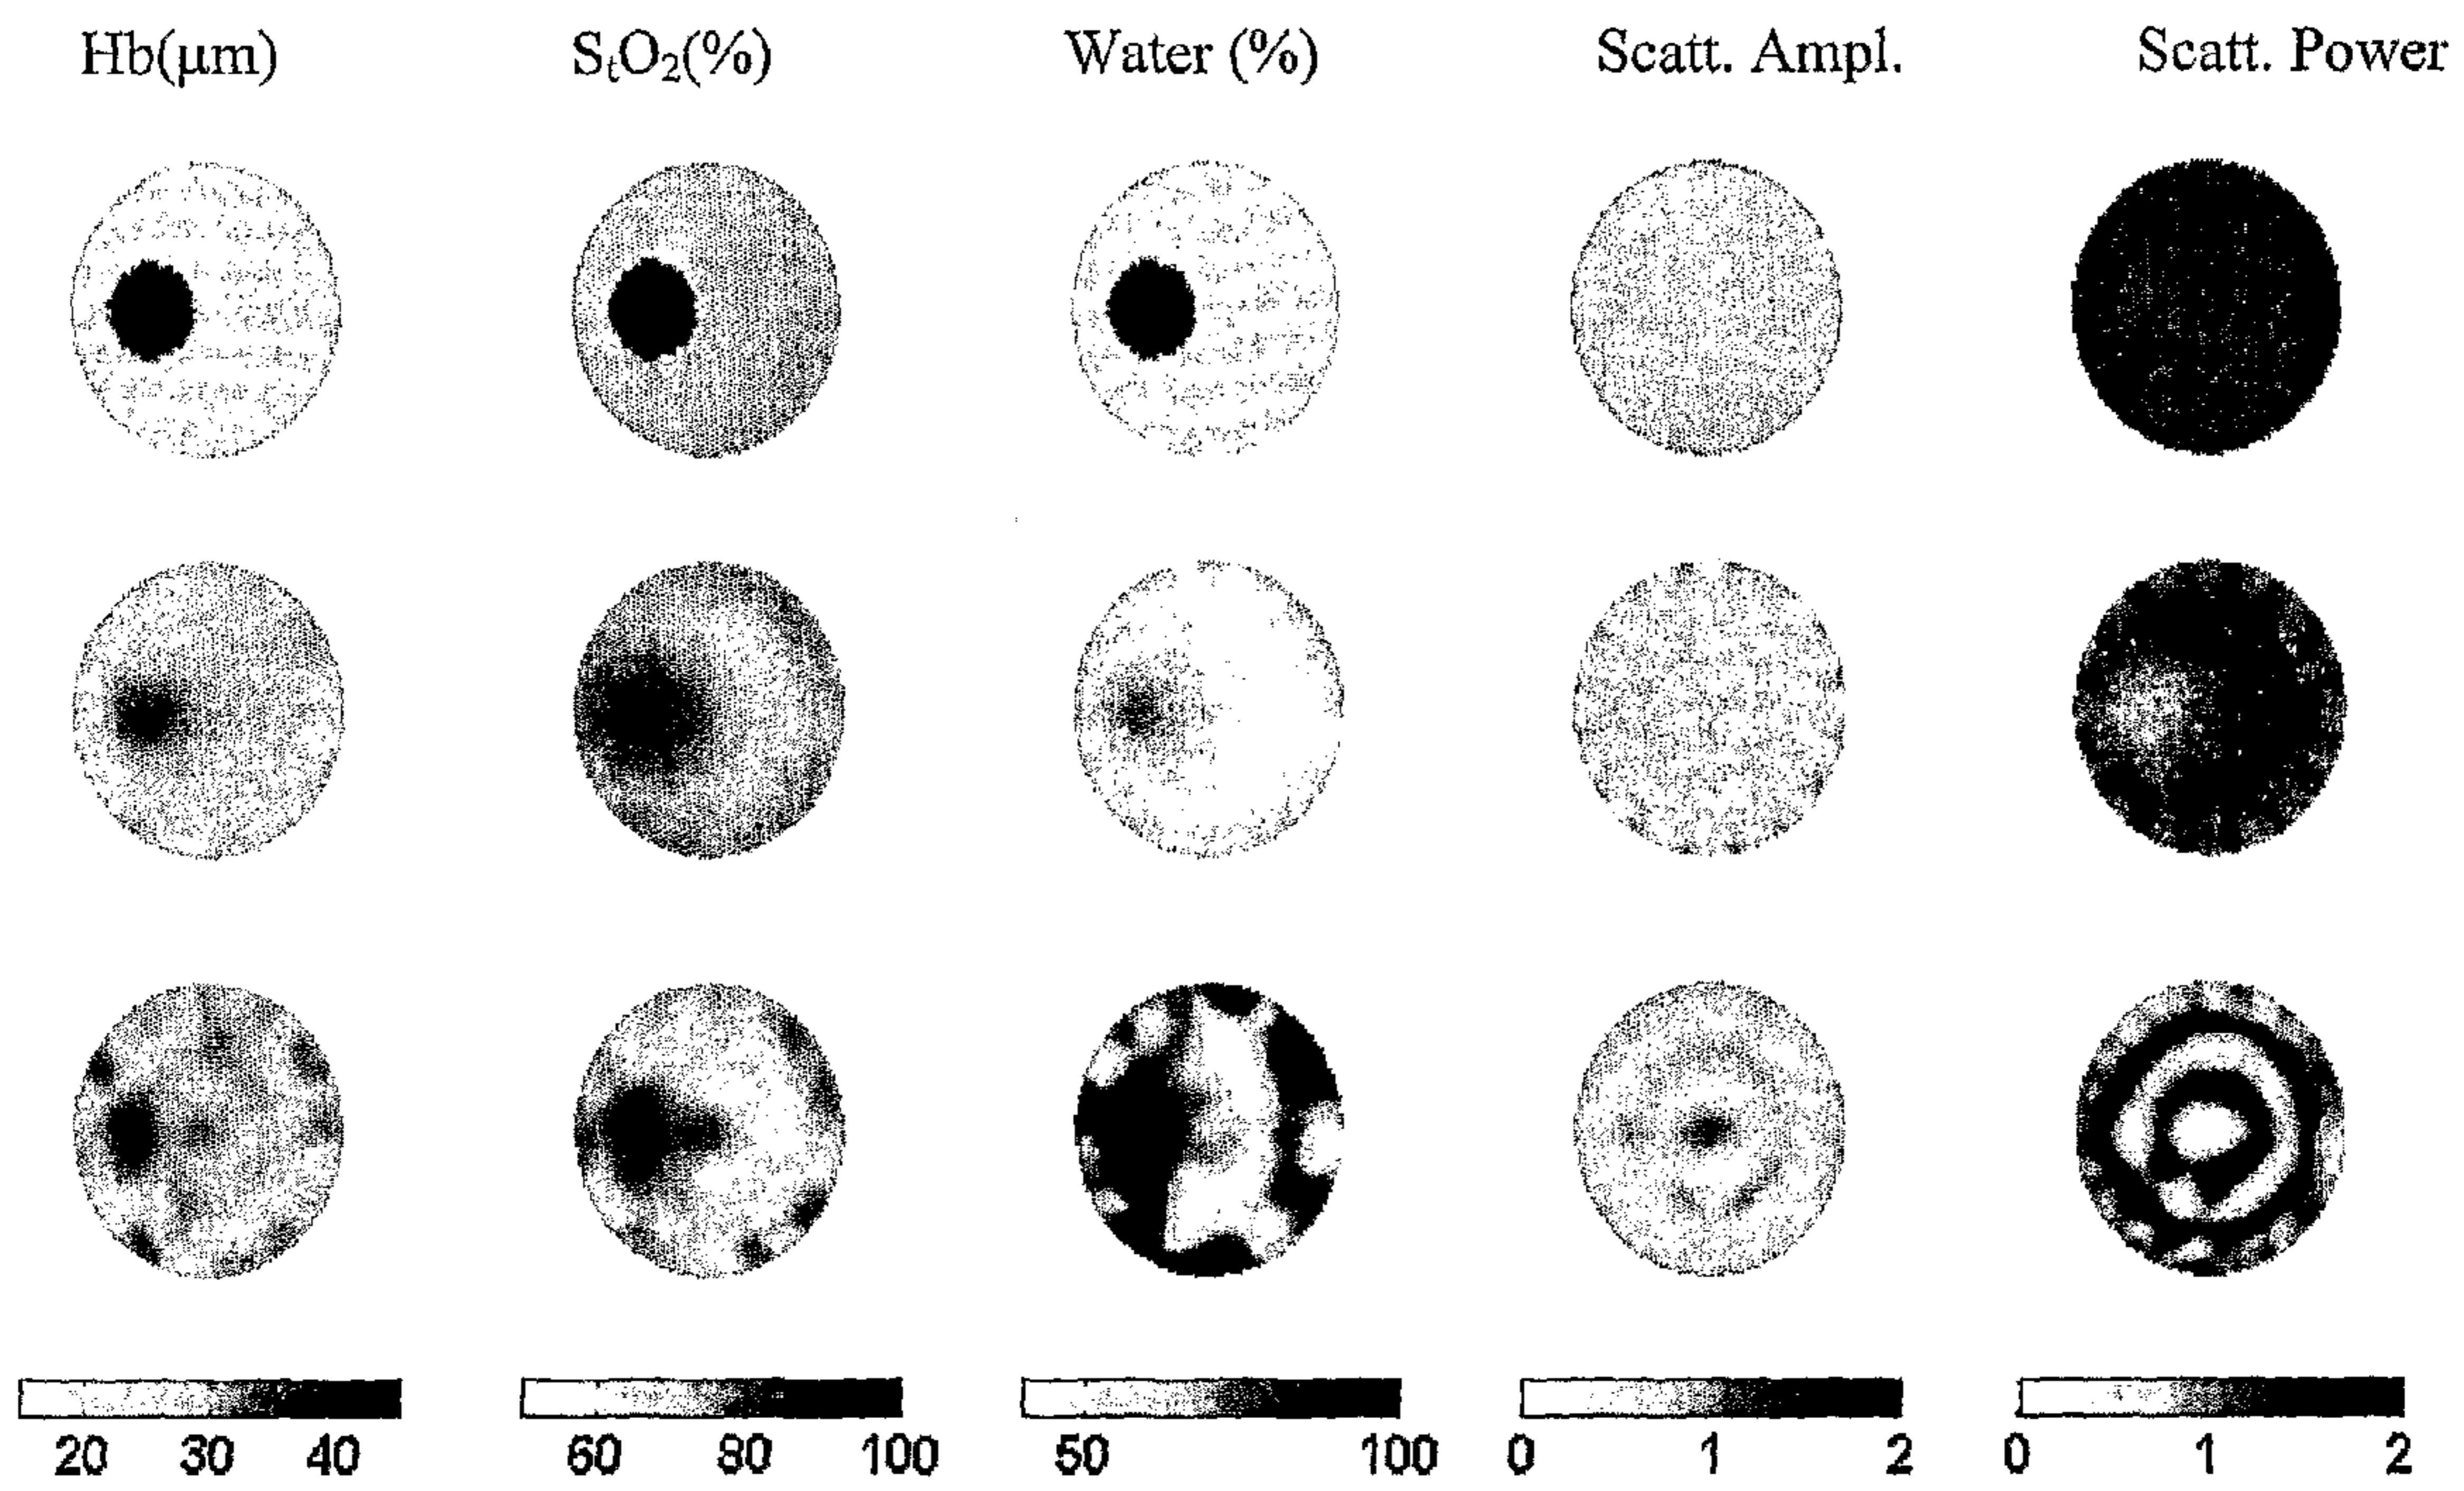 Hb(μm) StO2(%) Water (%) Scatt. Ampl. Scatt. Power
20 30 40 60 80 100 50 100 0 1 2 0 1 2